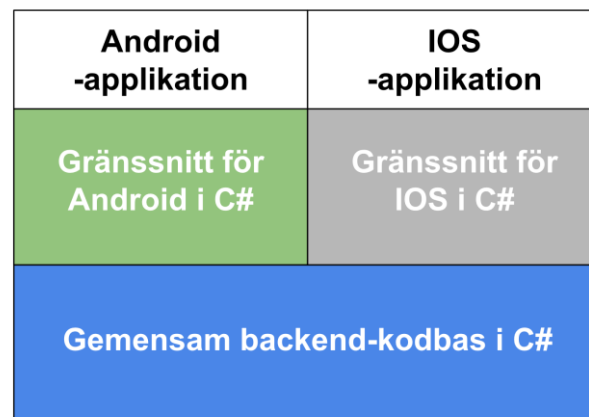 Android
-applikation
IOS
-applikation
Gränssnitt för
Android i C#
Gränssnitt för
IOS i C#
Gemensam backend-kodbas i C#